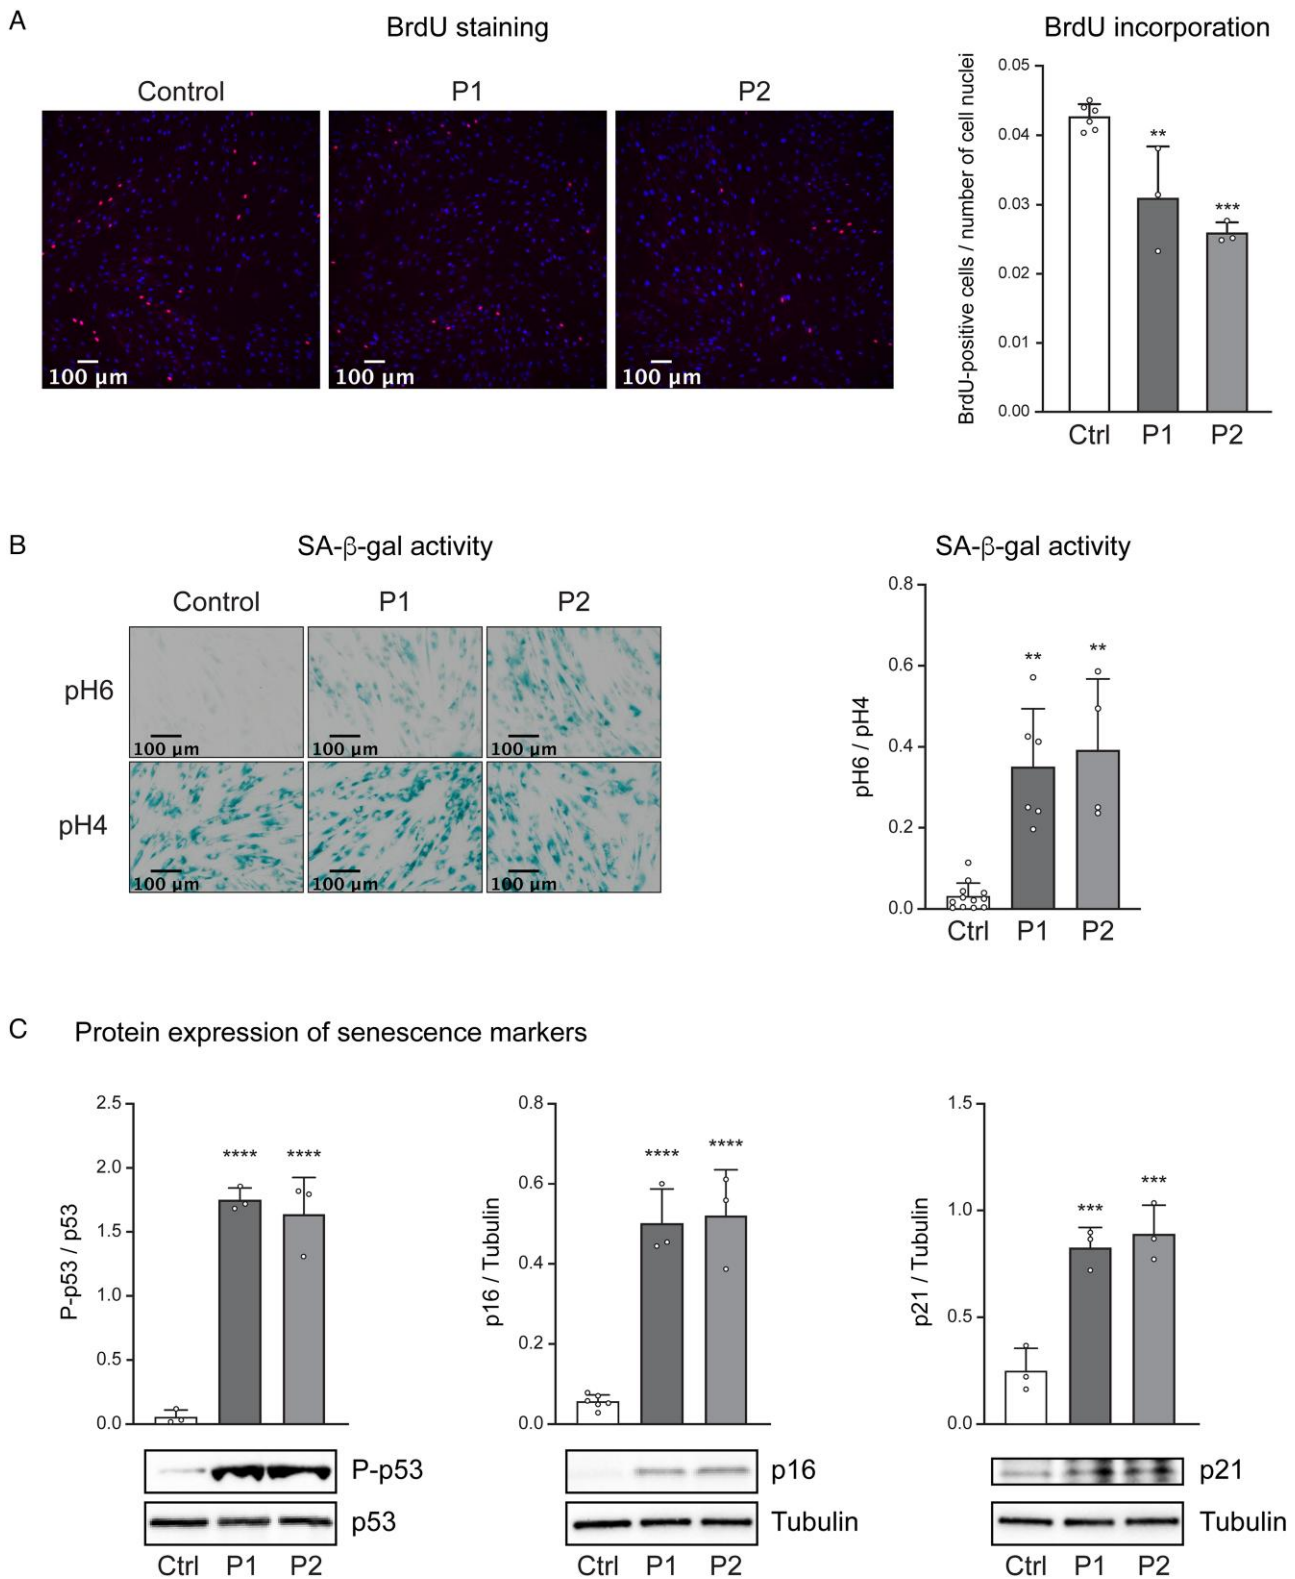 A
BrdU staining
BrdU incorporation
Control
P1
P2
100 µm
100 µm
100 µm
BrdU-positive cells / number of cell nuclei
0.05
0.04
0.03
0.02
0.01
0.00
**
***
Ctrl
P1
P2
B
SA-β-gal activity
SA-β-gal activity
Control
P1
P2
pH6
100 µm
100 µm
100 µm
pH4
100 µm
100 µm
100 µm
pH6 / pH4
0.8
0.6
0.4
0.2
0.0
**
**
Ctrl
P1
P2
C
Protein expression of senescence markers
P-p53 / p53
2.5
2.0
1.5
1.0
0.5
0.0
****
****
P-p53
p53
Ctrl
P1
P2
p16 / Tubulin
0.8
0.6
0.4
0.2
0.0
****
****
p16
Tubulin
Ctrl
P1
P2
p21 / Tubulin
1.5
1.0
0.5
0.0
***
***
p21
Tubulin
Ctrl
P1
P2